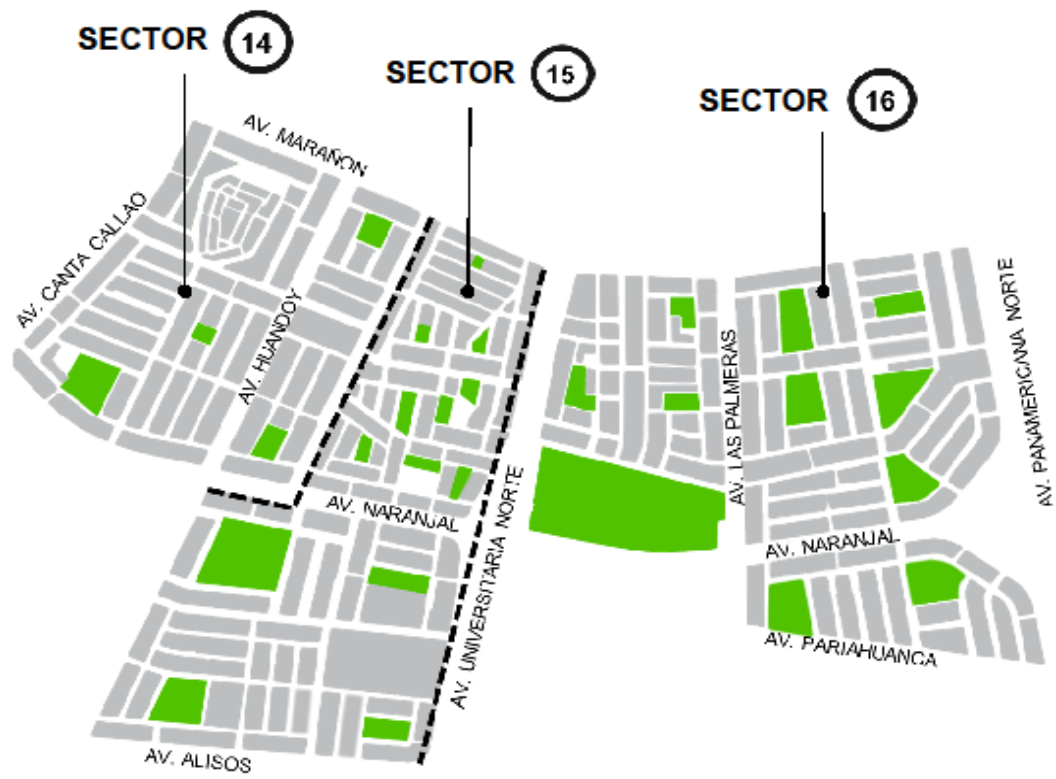 SECTOR 14
SECTOR 15
SECTOR 16
AV. MARAÑON
AV. CANTA CALLAO
AV. HUANDOY
AV. LAS PALMERAS
AV. PANAMERICANA NORTE
AV. NARANJAL
AV. UNIVERSITARIA NORTE
AV. NARANJAL
AV. PARIAHUANCA
AV. ALISOS